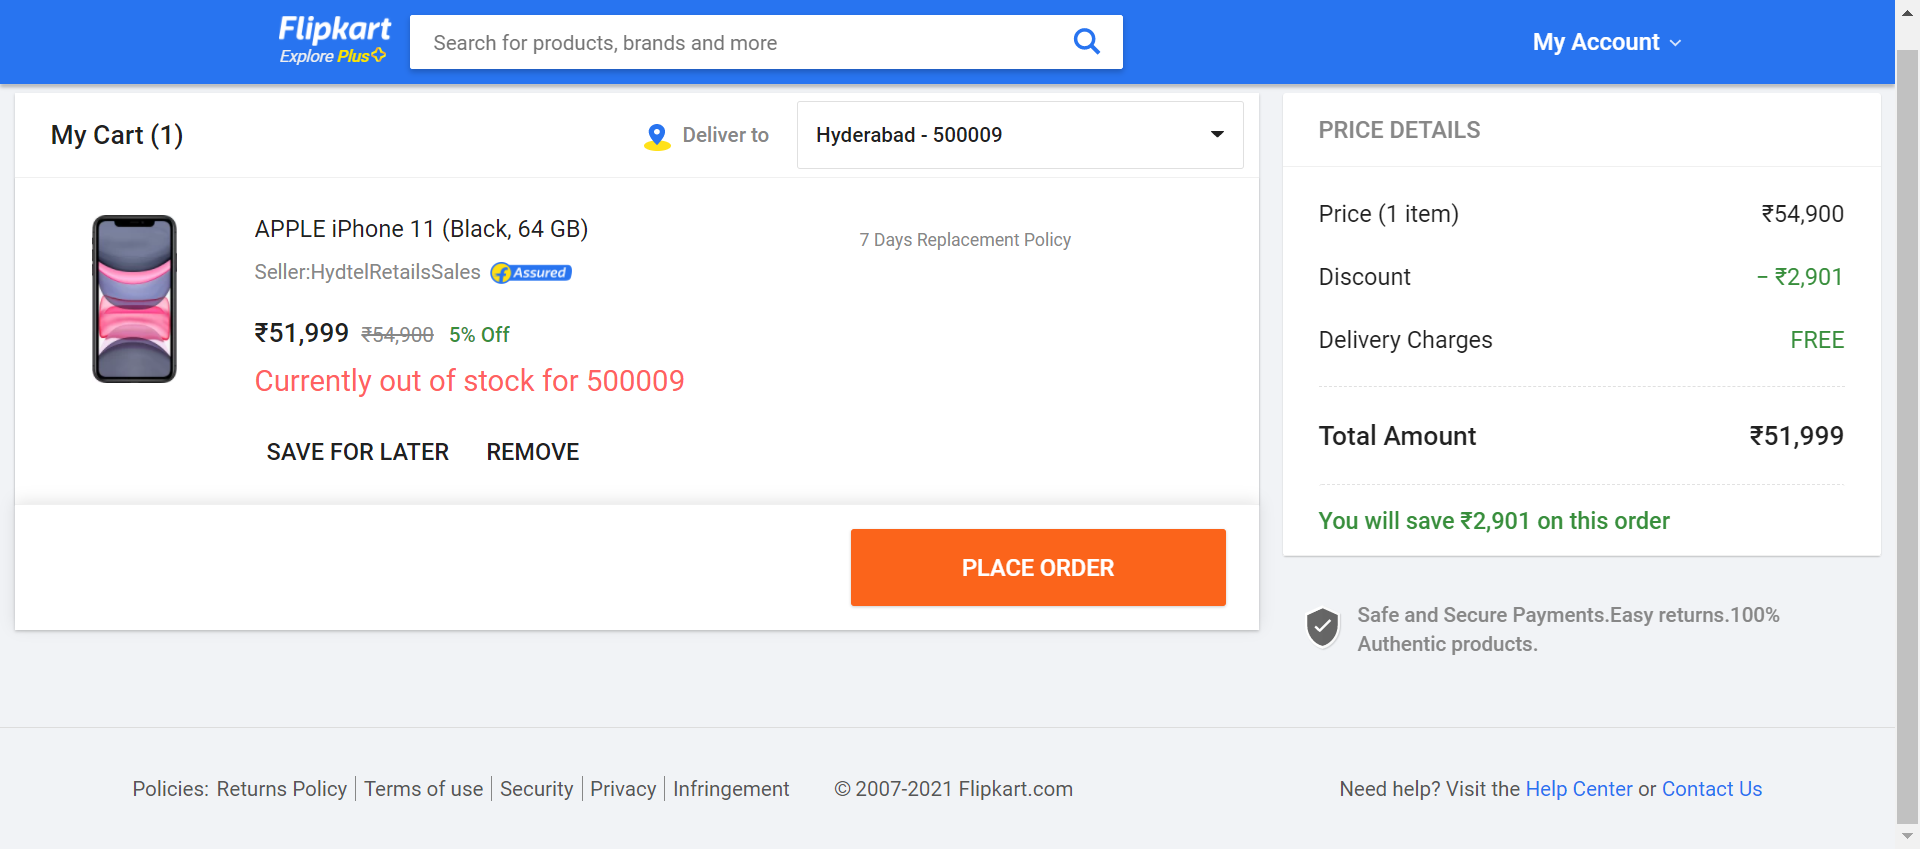 Flipkart
Explore Plus
Search for products, brands and more
My Account
My Cart (1)
Deliver to
Hyderabad - 500009
APPLE iPhone 11 (Black, 64 GB)
7 Days Replacement Policy
Seller:HydtelRetailsSales
Assured
₹51,999 ₹54,900 5% Off
Currently out of stock for 500009
SAVE FOR LATER REMOVE
PLACE ORDER
PRICE DETAILS
Price (1 item) ₹54,900
Discount − ₹2,901
Delivery Charges FREE
Total Amount ₹51,999
You will save ₹2,901 on this order
Safe and Secure Payments.Easy returns.100%
Authentic products.
Policies: Returns Policy Terms of use Security Privacy Infringement © 2007-2021 Flipkart.com Need help? Visit the Help Center or Contact Us